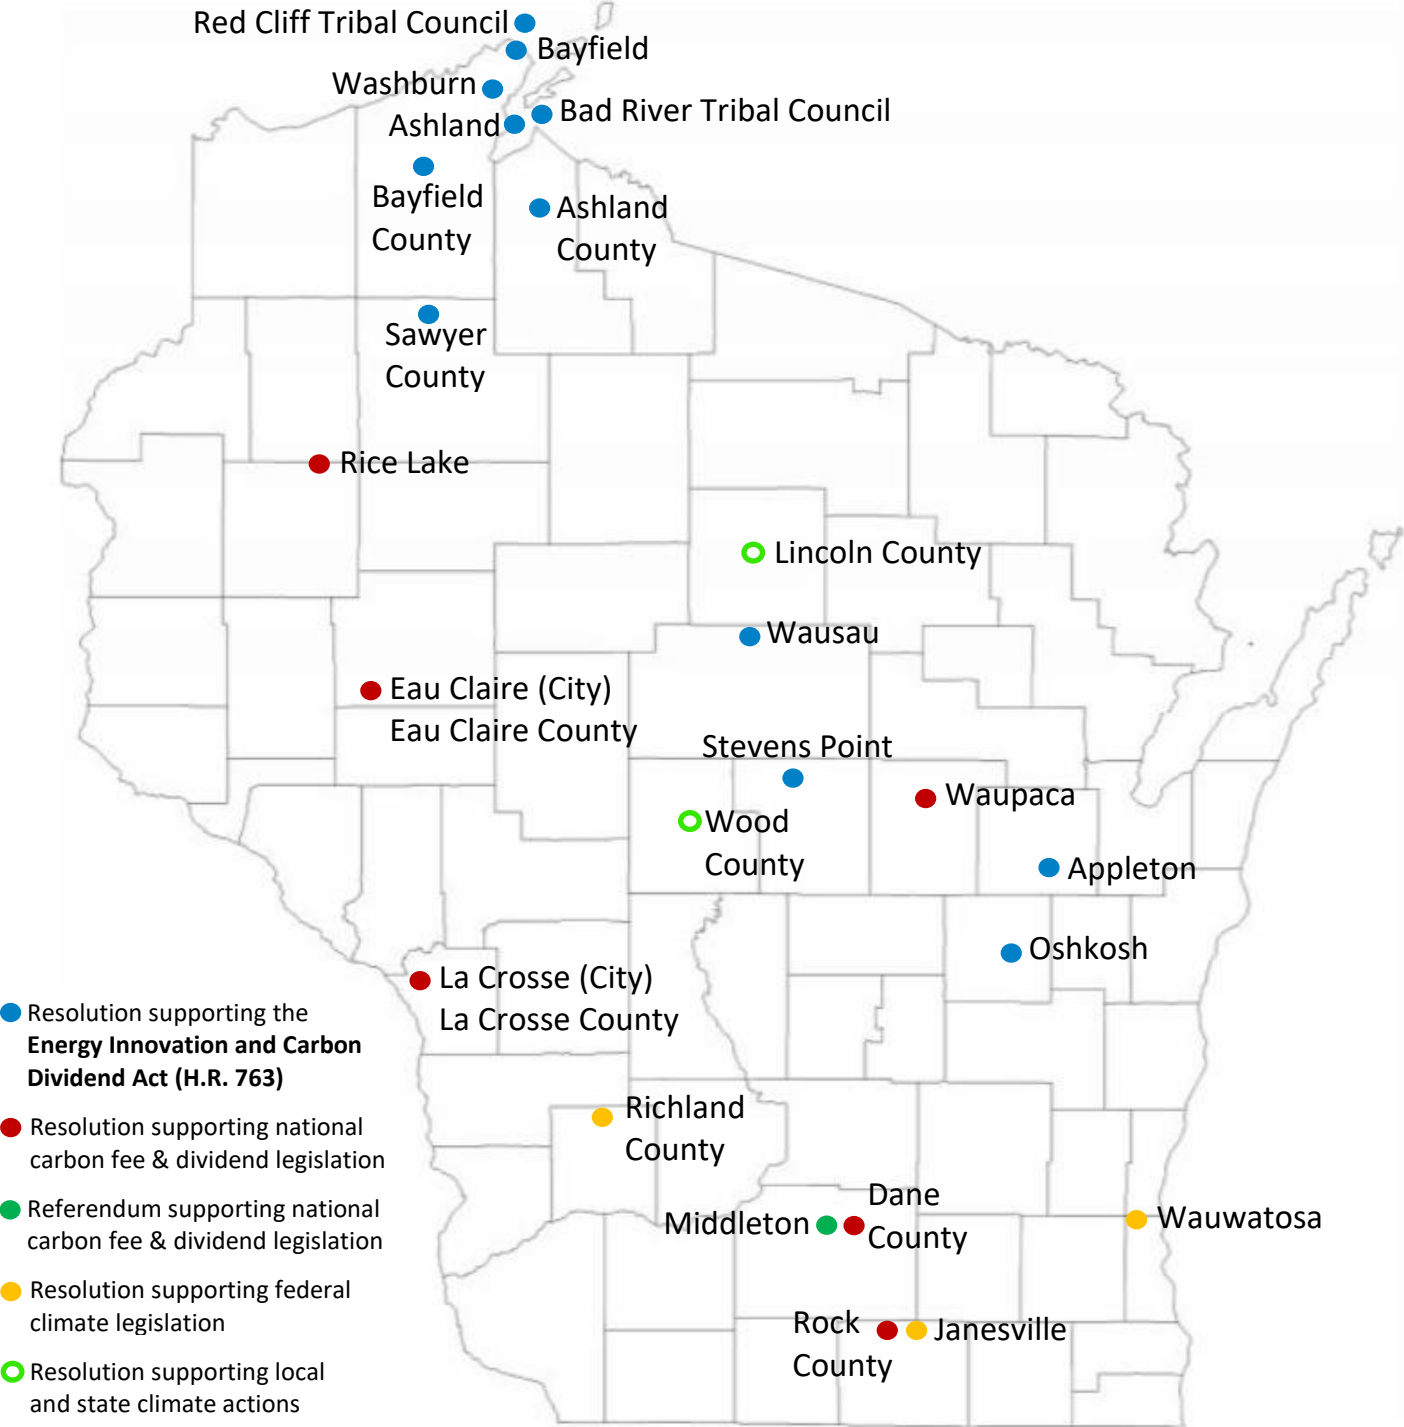 Red Cliff Tribal Council
Bayfield
Washburn
Bad River Tribal Council
Ashland
Bayfield
County
Ashland
County
Sawyer
County
Rice Lake
Lincoln County
Wausau
Eau Claire (City)
Eau Claire County
Stevens Point
Waupaca
Wood
County
Appleton
Oshkosh
La Crosse (City)
La Crosse County
Richland
County
Dane
County
Middleton
Wauwatosa
Rock
County
Janesville
Resolution supporting the
Energy Innovation and Carbon
Dividend Act (H.R. 763)
Resolution supporting national
carbon fee & dividend legislation
Referendum supporting national
carbon fee & dividend legislation
Resolution supporting federal
climate legislation
Resolution supporting local
and state climate actions